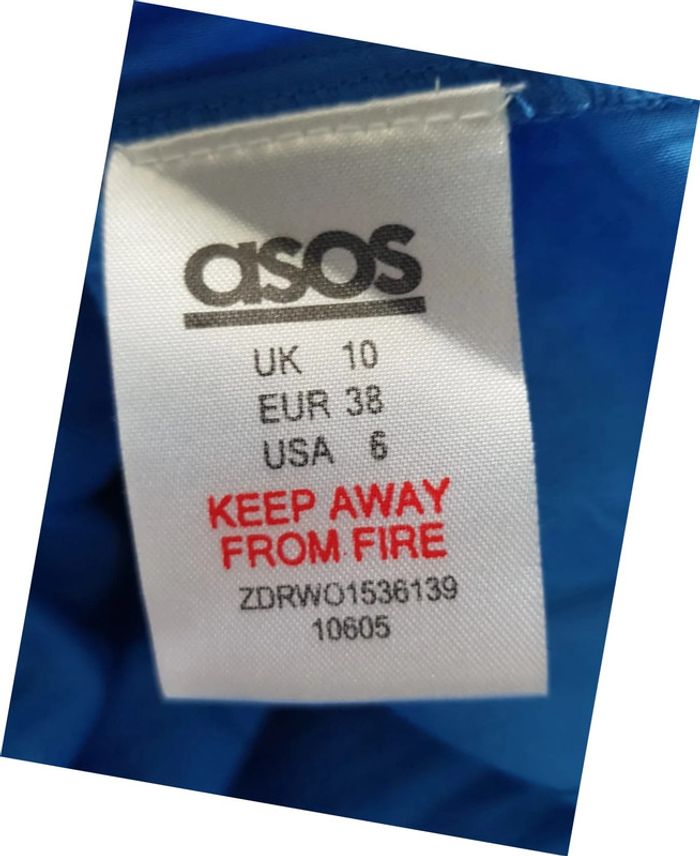 asos
UK 10
EUR 38
USA 6
KEEP AWAY
FROM FIRE
ZDRWO1536139
10605